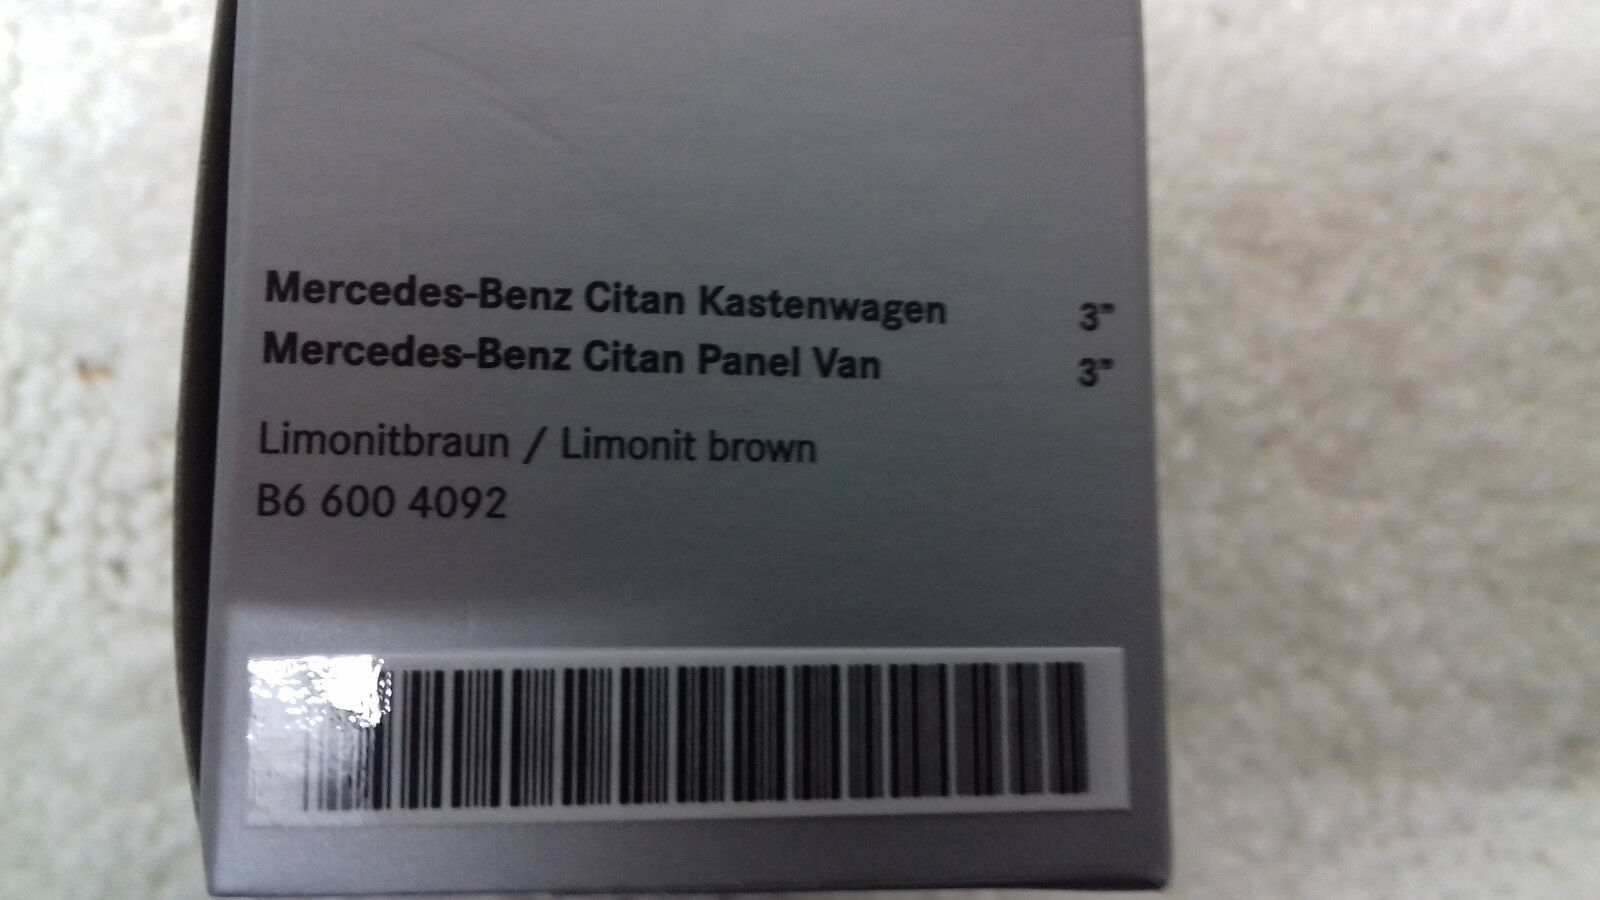 Mercedes-Benz Citan Kastenwagen 3"
Mercedes-Benz Citan Panel Van 3"
Limonitbraun / Limonit brown
B6 600 4092